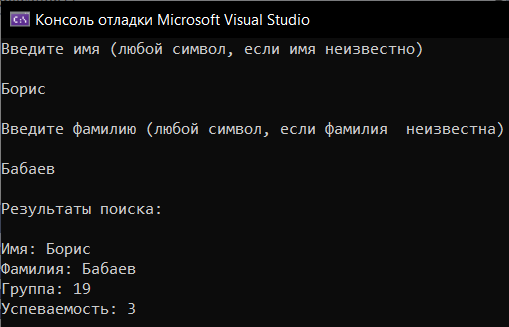 C:\
Консоль отладки Microsoft Visual Studio
Введите имя (любой символ, если имя неизвестно)
Борис
Введите фамилию (любой символ, если фамилия  неизвестна)
Бабаев
Результаты поиска:
Имя: Борис
Фамилия: Бабаев
Группа: 19
Успеваемость: 3